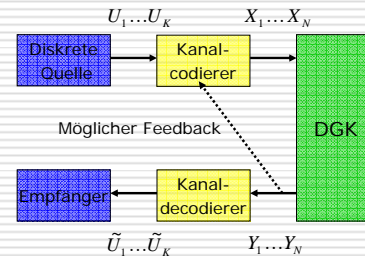 U₁...U_K
X₁...X_N
Diskrete
Quelle
Kanal-
codierer
DGK
Möglicher Feedback
Empfänger
Kanal-
decodierer
Ũ₁...Ũ_K
Y₁...Y_N